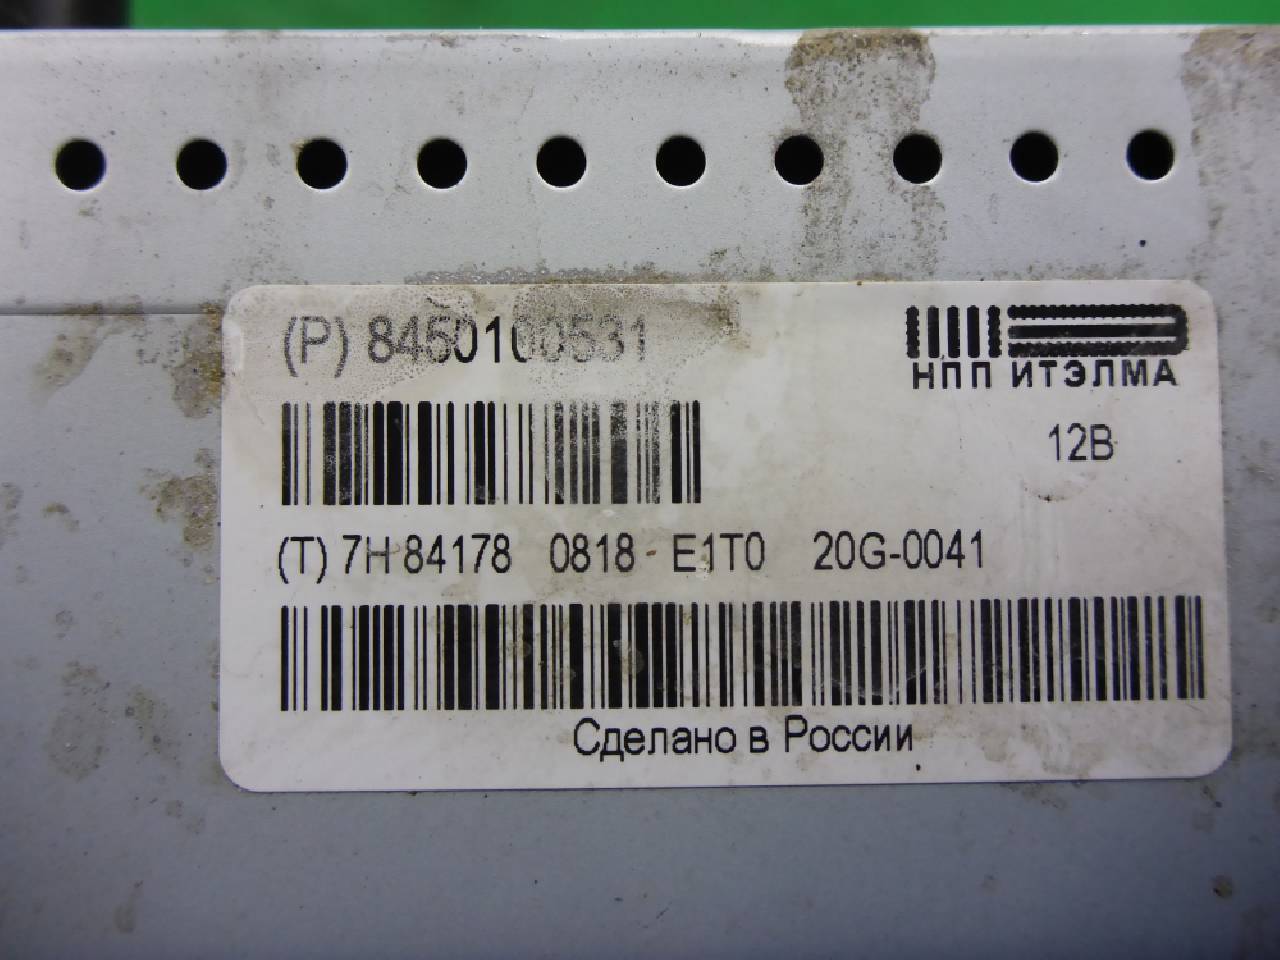 (P) 8450100531
НПП ИТЭЛМА
12В
(T) 7H 84178 0818 E1T0 20G-0041
Сделано в России